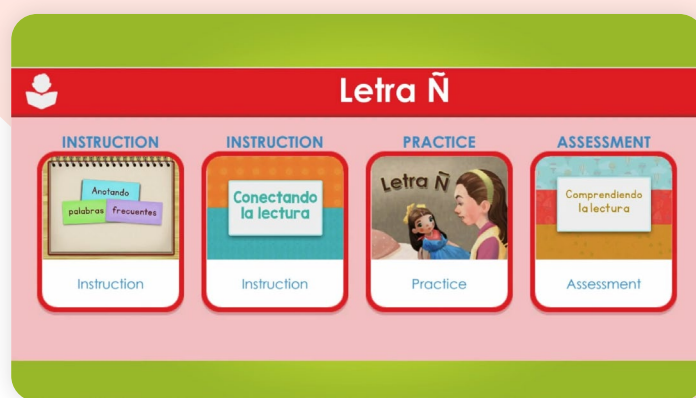 Letra Ñ
INSTRUCTION
INSTRUCTION
PRACTICE
ASSESSMENT
Anotando
palabras frecuentes
Conectando
la lectura
Letra Ñ
Comprendiendo
la lectura
Instruction
Instruction
Practice
Assessment